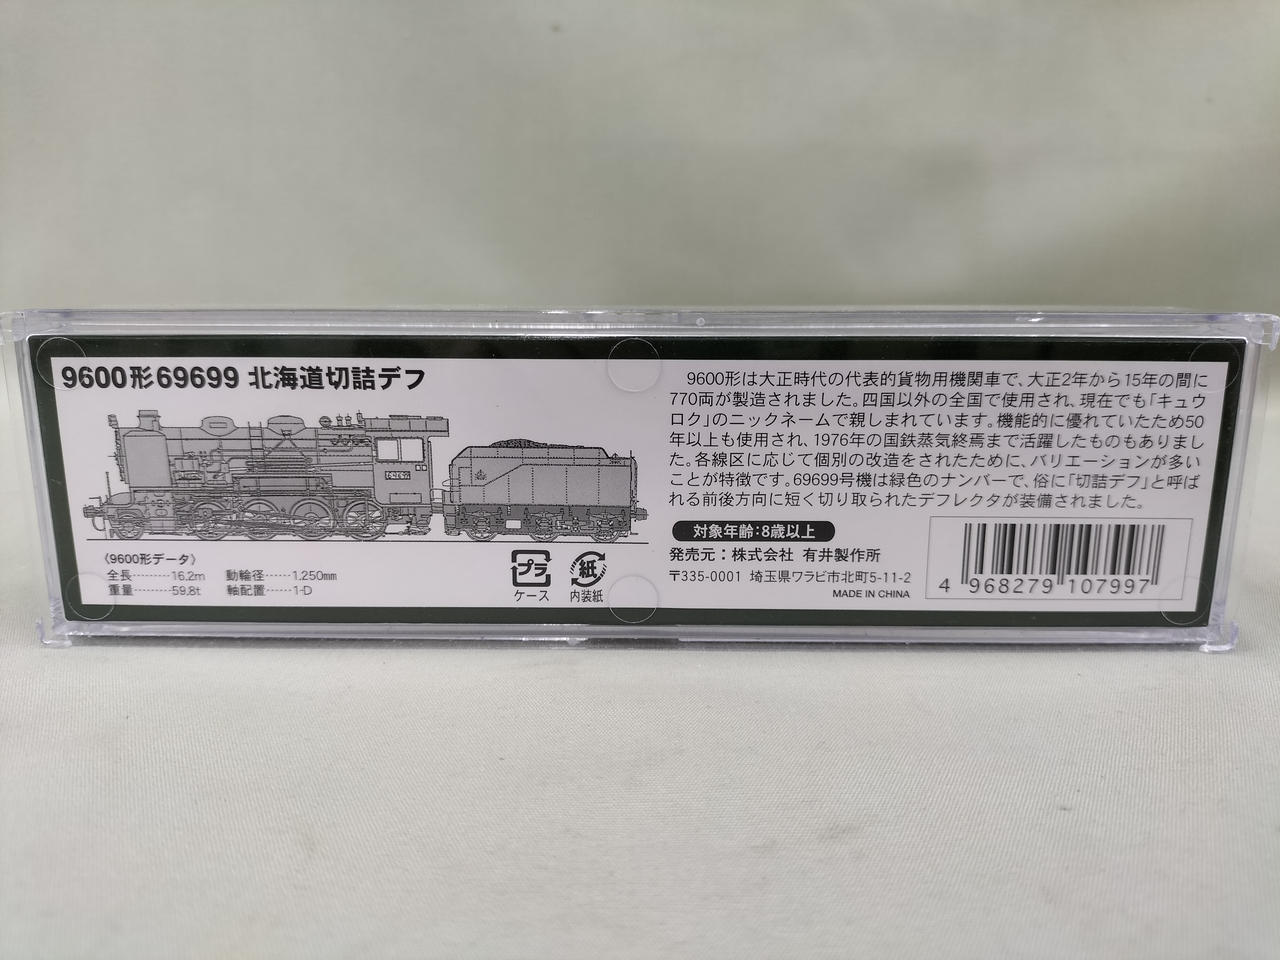 9600形69699 北海道切詰デフ
《9600形データ》
全長………16.2m 動輪径………1,250mm
重量………59.8t 軸配置………1-D
プラ
ケース
紙
内装紙
9600形は大正時代の代表的貨物用機関車で、大正2年から15年の間に
770両が製造されました。四国以外の全国で使用され、現在でも「キュウ
ロク」のニックネームで親しまれています。機能的に優れていたため50
年以上も使用され、1976年の国鉄蒸気終焉まで活躍したものもありまし
た。各線区に応じて個別の改造をされたために、バリエーションが多い
ことが特徴です。69699号機は緑色のナンバーで、俗に「切詰デフ」と呼ば
れる前後方向に短く切り取られたデフレクタが装備されました。
対象年齢：8歳以上
発売元：株式会社 有井製作所
〒335-0001 埼玉県ワラビ市北町5-11-2
MADE IN CHINA
4 968279 107997